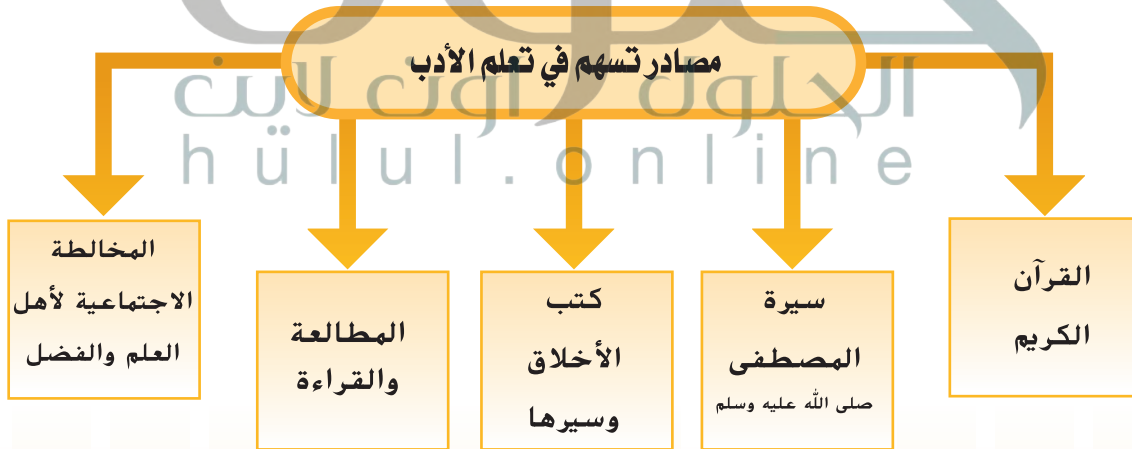 مصادر تسهم في تعلم الأدب
الحلول اون لاين
hülul.online
القرآن
الكريم
سيرة
المصطفى
صلى الله عليه وسلم
كتب
الأخلاق
وسيرها
المطالعة
والقراءة
المخالطة
الاجتماعية لأهل
العلم والفضل